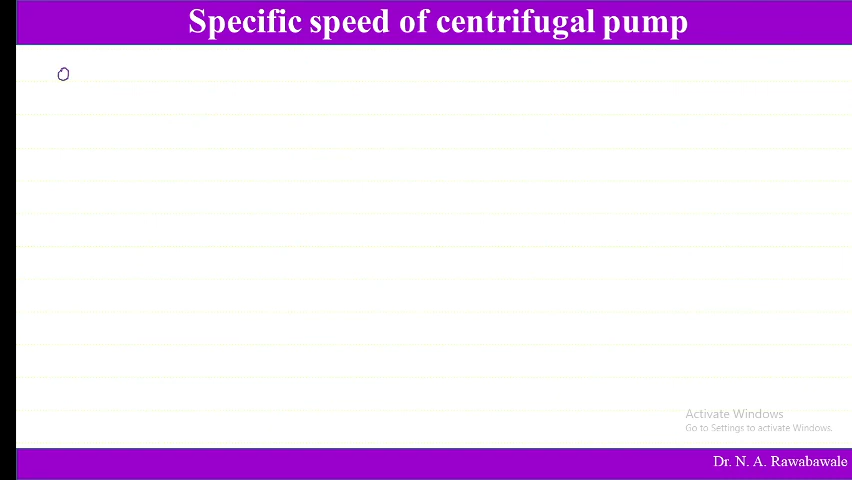 Specific speed of centrifugal pump
Activate Windows
Go to Settings to activate Windows.
Dr. N. A. Rawabawale